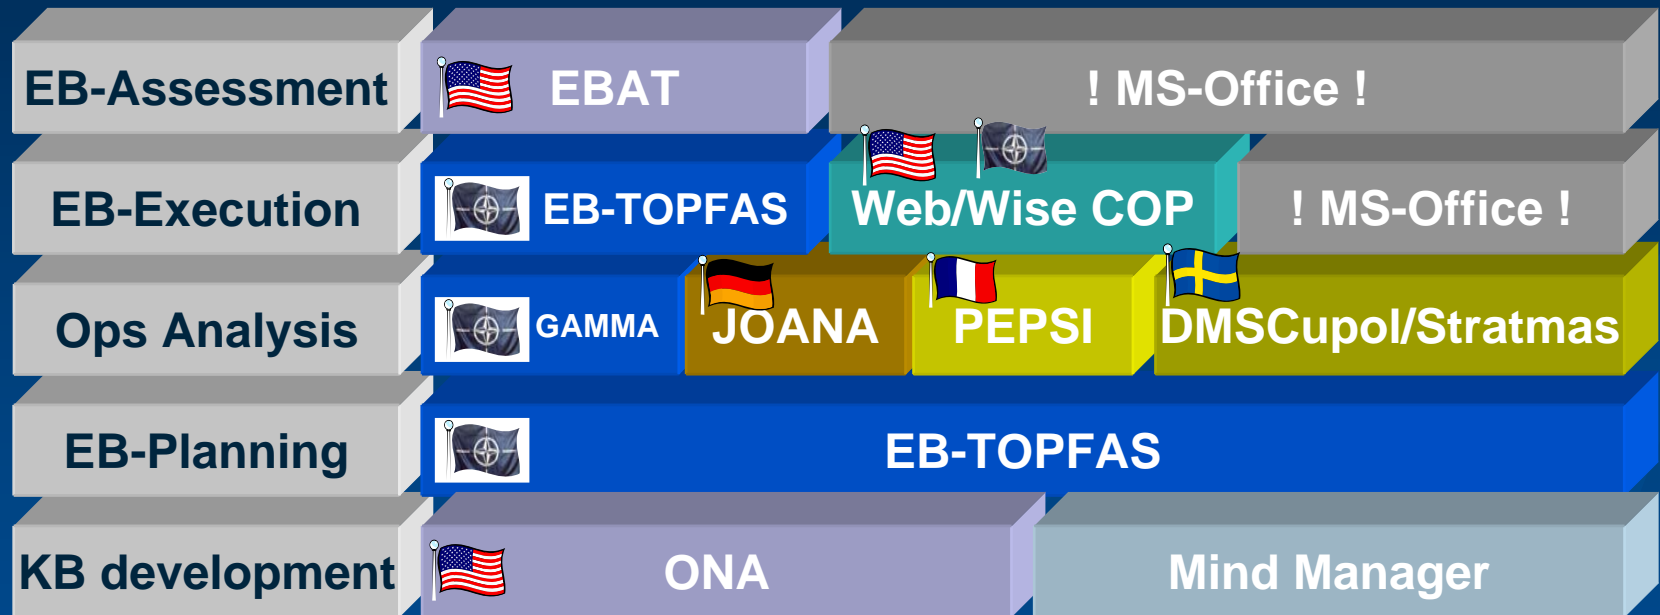 EB-Assessment
EBAT
! MS-Office !
EB-Execution
EB-TOPFAS
Web/Wise COP
! MS-Office !
Ops Analysis
GAMMA
JOANA
PEPSI
DMSCupol/Stratmas
EB-Planning
EB-TOPFAS
KB development
ONA
Mind Manager